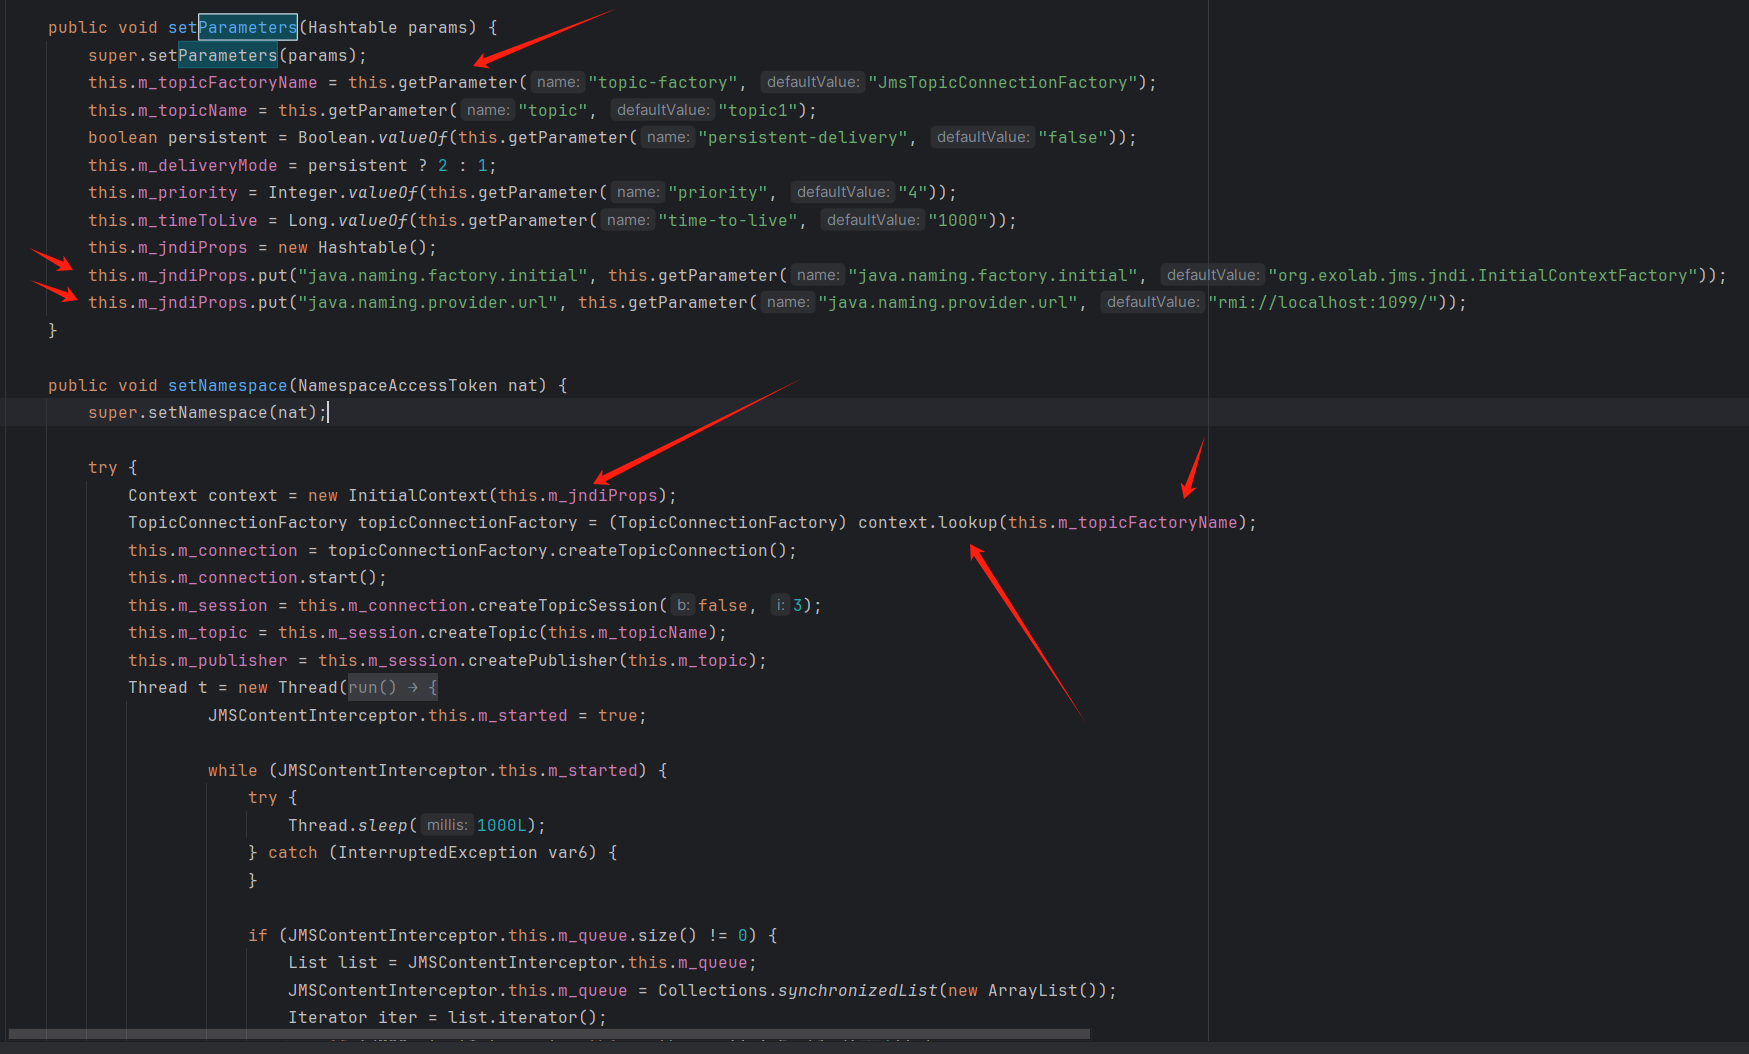 public void setParameters(Hashtable params) {
super.setParameters(params);
this.m_topicFactoryName = this.getParameter( name: "topic-factory", defaultValue: "JmsTopicConnectionFactory");
this.m_topicName = this.getParameter( name: "topic", defaultValue: "topic1");
boolean persistent = Boolean.valueOf(this.getParameter( name: "persistent-delivery", defaultValue: "false"));
this.m_deliveryMode = persistent ? 2 : 1;
this.m_priority = Integer.valueOf(this.getParameter( name: "priority", defaultValue: "4"));
this.m_timeToLive = Long.valueOf(this.getParameter( name: "time-to-live", defaultValue: "1000"));
this.m_jndiProps = new Hashtable();
this.m_jndiProps.put("java.naming.factory.initial", this.getParameter( name: "java.naming.factory.initial", defaultValue: "org.exolab.jms.jndi.InitialContextFactory"));
this.m_jndiProps.put("java.naming.provider.url", this.getParameter( name: "java.naming.provider.url", defaultValue: "rmi://localhost:1099/"));
}
public void setNamespace(NamespaceAccessToken nat) {
super.setNamespace(nat);
try {
Context context = new InitialContext(this.m_jndiProps);
TopicConnectionFactory topicConnectionFactory = (TopicConnectionFactory) context.lookup(this.m_topicFactoryName);
this.m_connection = topicConnectionFactory.createTopicConnection();
this.m_connection.start();
this.m_session = this.m_connection.createTopicSession( b: false, i: 3);
this.m_topic = this.m_session.createTopic(this.m_topicName);
this.m_publisher = this.m_session.createPublisher(this.m_topic);
Thread t = new Thread(run() → {
JMSContentInterceptor.this.m_started = true;
while (JMSContentInterceptor.this.m_started) {
try {
Thread.sleep( millis: 1000L);
} catch (InterruptedException var6) {
}
if (JMSContentInterceptor.this.m_queue.size() != 0) {
List list = JMSContentInterceptor.this.m_queue;
JMSContentInterceptor.this.m_queue = Collections.synchronizedList(new ArrayList());
Iterator iter = list.iterator();